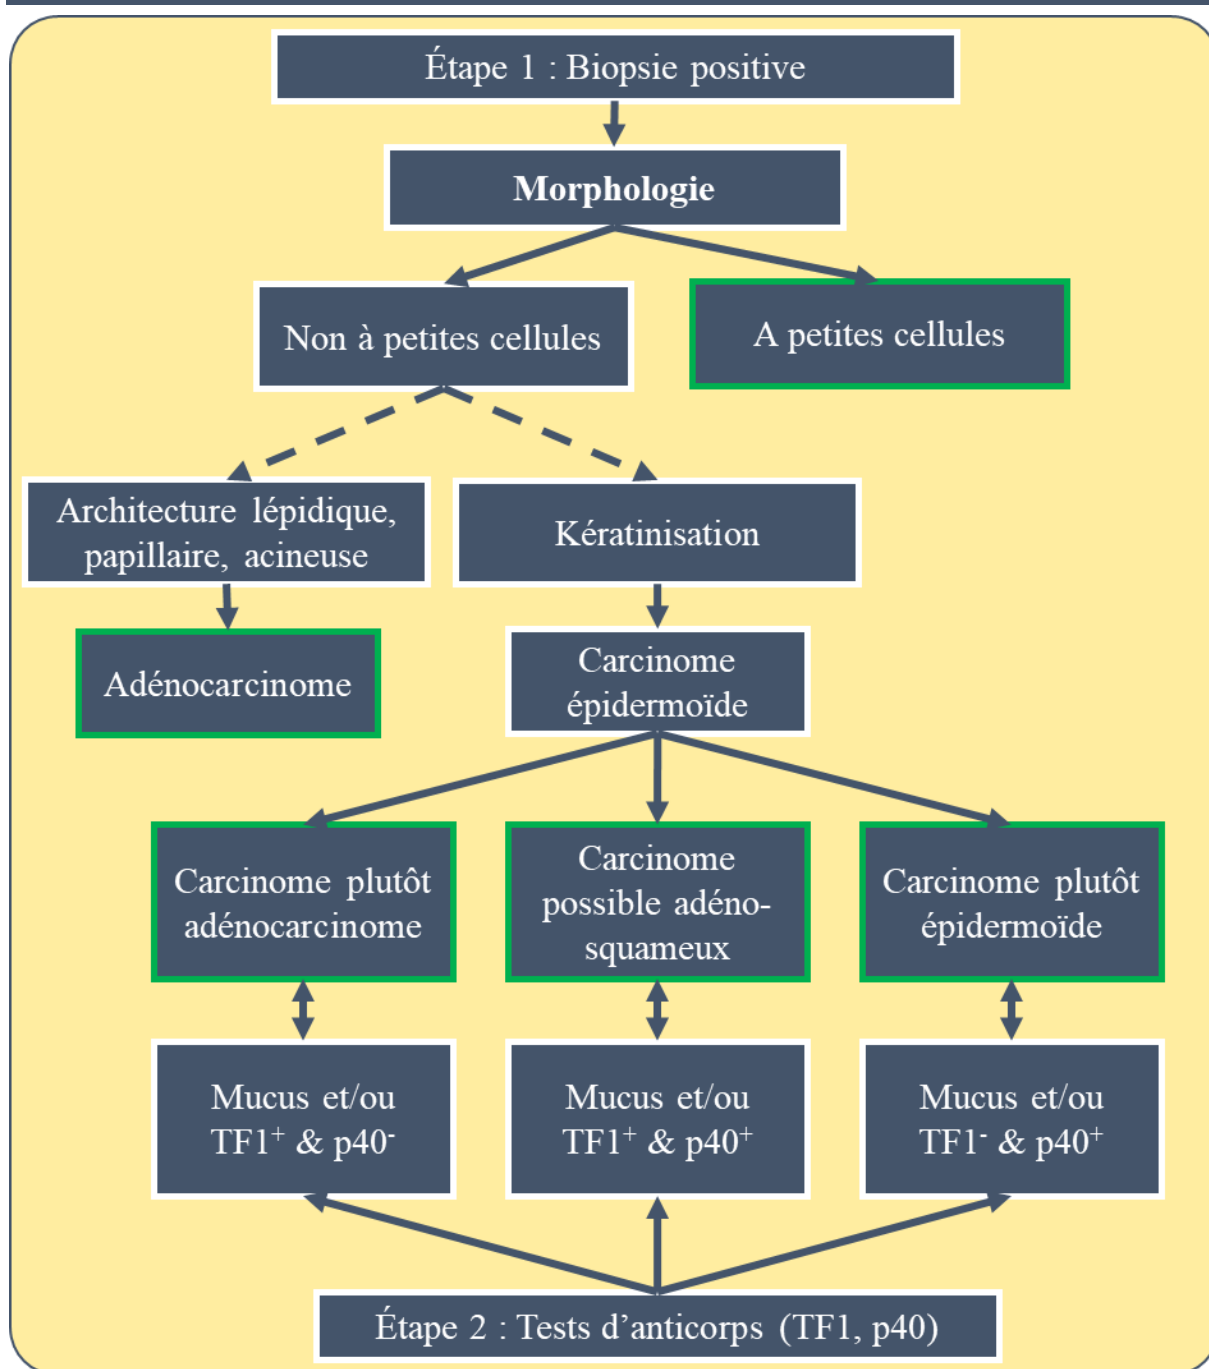 Étape 1 : Biopsie positive
Morphologie
Non à petites cellules
A petites cellules
Architecture lépidique,
papillaire, acineuse
Kératinisation
Adénocarcinome
Carcinome
épidermoïde
Carcinome plutôt
adénocarcinome
Carcinome
possible adéno-
squameux
Carcinome plutôt
épidermoïde
Mucus et/ou
TF1⁺ & p40⁻
Mucus et/ou
TF1⁺ & p40⁺
Mucus et/ou
TF1⁻ & p40⁺
Étape 2 : Tests d’anticorps (TF1, p40)